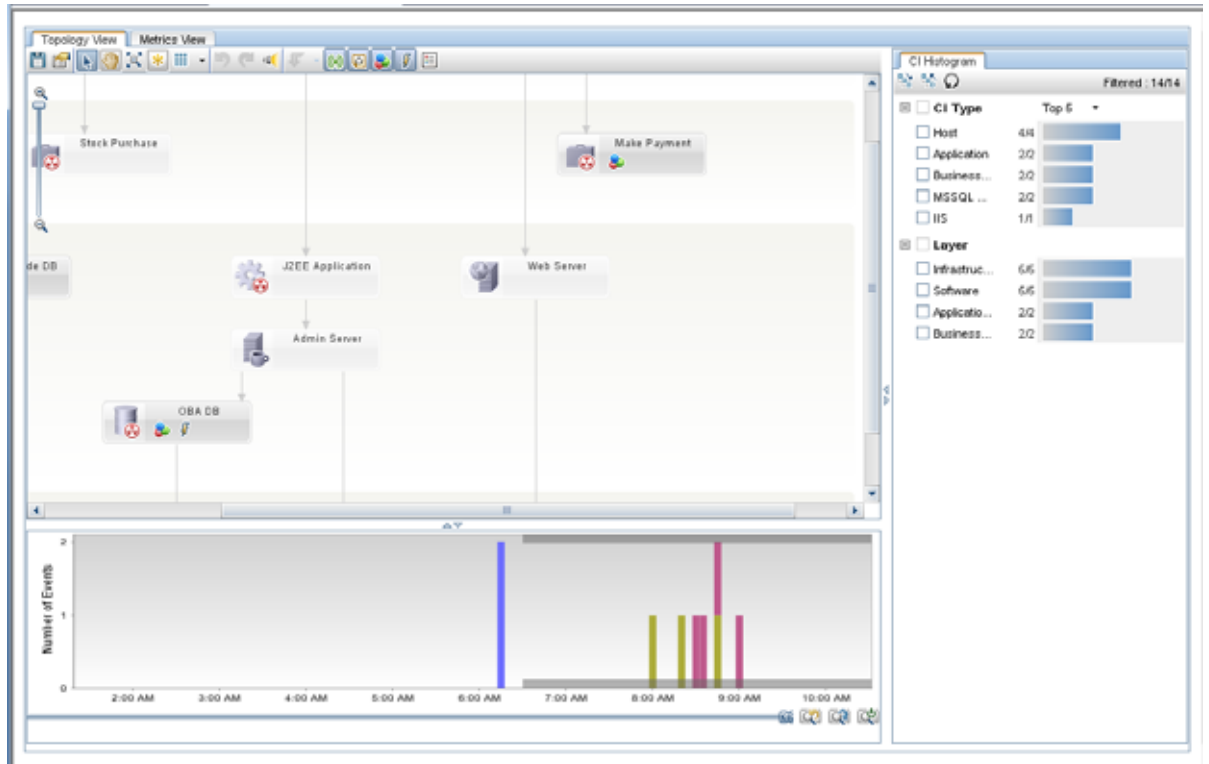 Topology View Metrics View
Stock Purchase
Make Payment
de DB
J2EE Application
Web Server
Admin Server
OBA DB
Number of Events
2
1
0
2:00 AM 3:00 AM 4:00 AM 5:00 AM 6:00 AM 7:00 AM 8:00 AM 9:00 AM 10:00 AM
CI Histogram
Filtered : 14/14
CI Type Top 5
Host 4/4
Application 2/2
Business... 2/2
MSSQL ... 2/2
IIS 1/1
Layer
Infrastruc... 6/6
Software 6/6
Applicatio... 2/2
Business... 2/2